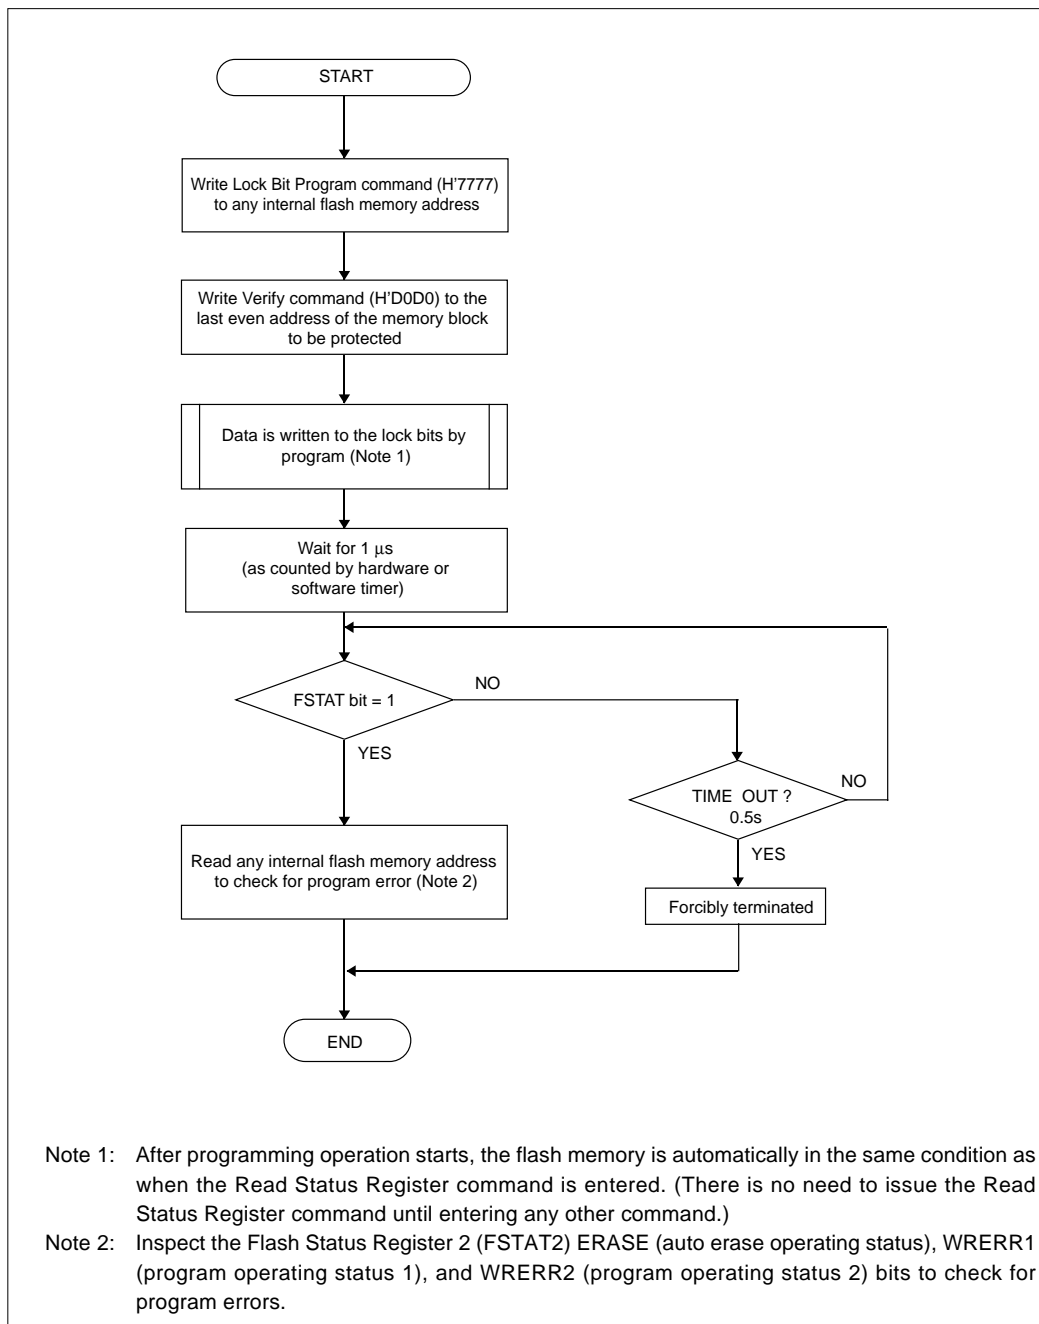 START
Write Lock Bit Program command (H'7777)
to any internal flash memory address
Write Verify command (H'D0D0) to the
last even address of the memory block
to be protected
Data is written to the lock bits by
program (Note 1)
Wait for 1 μs
(as counted by hardware or
software timer)
FSTAT bit = 1
NO
YES
TIME OUT ?
0.5s
NO
YES
Read any internal flash memory address
to check for program error (Note 2)
Forcibly terminated
END
Note 1: After programming operation starts, the flash memory is automatically in the same condition as
when the Read Status Register command is entered. (There is no need to issue the Read
Status Register command until entering any other command.)
Note 2: Inspect the Flash Status Register 2 (FSTAT2) ERASE (auto erase operating status), WRERR1
(program operating status 1), and WRERR2 (program operating status 2) bits to check for
program errors.